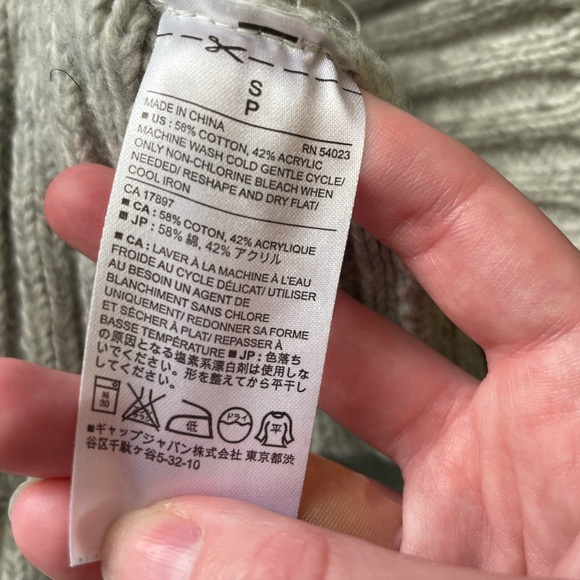 S
P
MADE IN CHINA
RN 54023
■ US : 58% COTTON, 42% ACRYLIC
MACHINE WASH COLD GENTLE CYCLE/
ONLY NON-CHLORINE BLEACH WHEN
NEEDED/ RESHAPE AND DRY FLAT/
COOL IRON
CA 17897
■ CA : 58% COTON, 42% ACRYLIQUE
■ JP : 58% 綿, 42% アクリル
■ CA : LAVER À LA MACHINE À L'EAU
FROIDE AU CYCLE DÉLICAT/ UTILISER
AU BESOIN UN AGENT DE
BLANCHIMENT SANS CHLORE
UNIQUEMENT/ REDONNER SA FORME
ET SÉCHER À PLAT/ REPASSER À
BASSE TEMPÉRATURE ■ JP : 色落ち
の原因となる塩素系漂白剤は使用しな
いでください。形を整えてから平干し
してください。
30 低 ドライ 平
■ギャップジャパン株式会社 東京都渋
谷区千駄ケ谷5-32-10